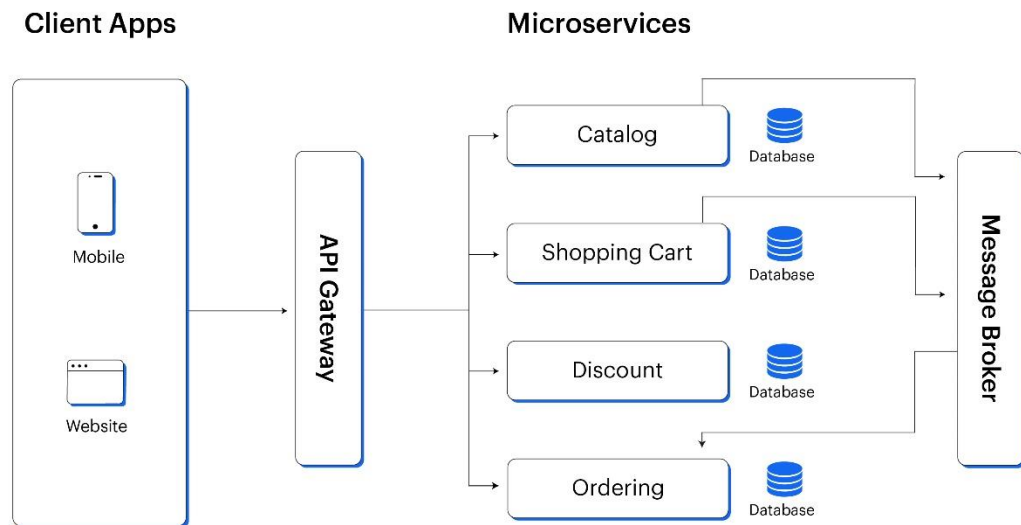 Client Apps
Microservices
Mobile
Website
API Gateway
Catalog
Database
Shopping Cart
Database
Discount
Database
Ordering
Database
Message Broker